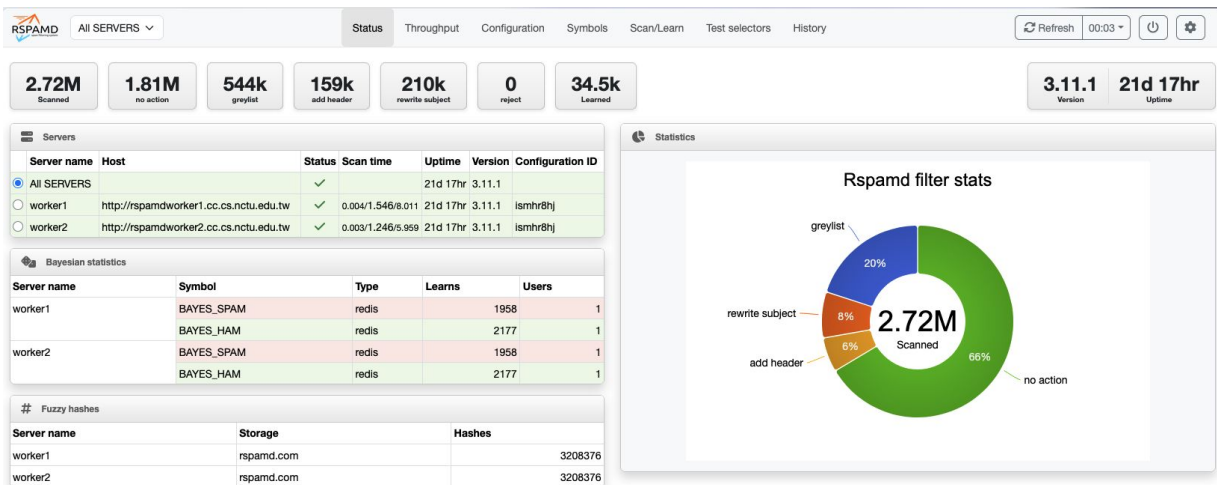 RSPAMD All SERVERS Status Throughput Configuration Symbols Scan/Learn Test selectors History Refresh 00:03
2.72M 1.81M 544k 159k 210k 0 34.5k 3.11.1 21d 17hr
Scanned no action greylist add header rewrite subject reject Learned Version Uptime
Servers
Server name Host Status Scan time Uptime Version Configuration ID
All SERVERS 21d 17hr 3.11.1
worker1 http://rspamdworker1.cc.cs.nctu.edu.tw 0.004/1.546/8.011 21d 17hr 3.11.1 ismhr8hj
worker2 http://rspamdworker2.cc.cs.nctu.edu.tw 0.003/1.246/5.959 21d 17hr 3.11.1 ismhr8hj
Bayesian statistics
Server name Symbol Type Learns Users
worker1 BAYES_SPAM redis 1958 1
BAYES_HAM redis 2177 1
worker2 BAYES_SPAM redis 1958 1
BAYES_HAM redis 2177 1
Fuzzy hashes
Server name Storage Hashes
worker1 rspamd.com 3208376
worker2 rspamd.com 3208376
Statistics
Rspamd filter stats
greylist
20%
rewrite subject
8%
2.72M
Scanned
6%
66%
add header
no action